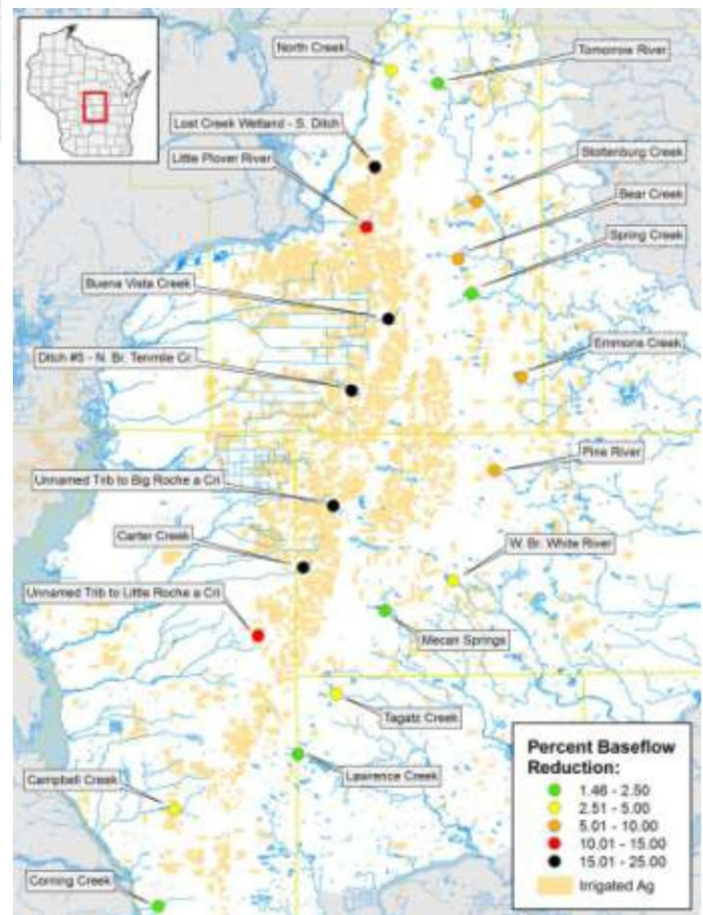 North Creek
Tomorrow River
Lost Creek Wetland - S. Ditch
Little Plover River
Stoltenburg Creek
Bear Creek
Spring Creek
Buena Vista Creek
Ditch #5 - N. Br. Tenmile Cr.
Emmons Creek
Pine River
Unnamed Trib to Big Roche a Cri
Carter Creek
W. Br. White River
Unnamed Trib to Little Roche a Cri
Mecan Springs
Tagatz Creek
Lawrence Creek
Campbell Creek
Corning Creek
Percent Baseflow
Reduction:
1.46 - 2.50
2.51 - 5.00
5.01 - 10.00
10.01 - 15.00
15.01 - 25.00
Irrigated Ag